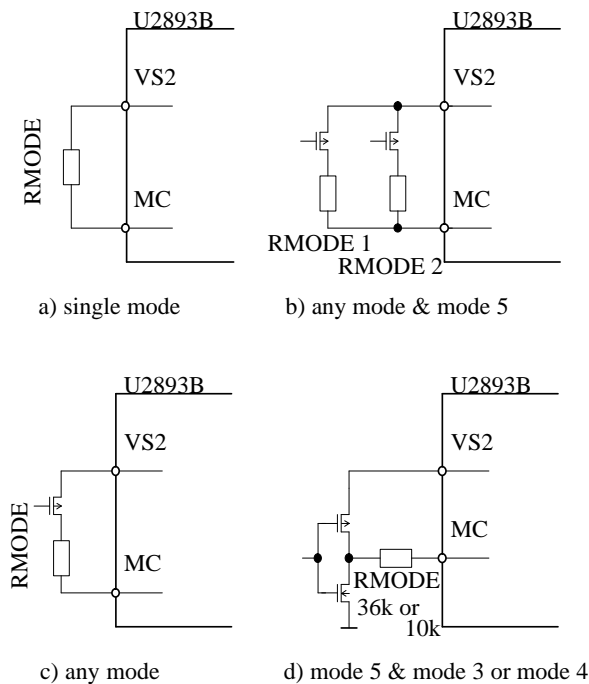 U2893B
VS2
RMODE
MC
a) single mode
U2893B
VS2
MC
RMODE 1
RMODE 2
b) any mode & mode 5
U2893B
VS2
RMODE
MC
c) any mode
U2893B
VS2
MC
RMODE
36k or
10k
d) mode 5 & mode 3 or mode 4